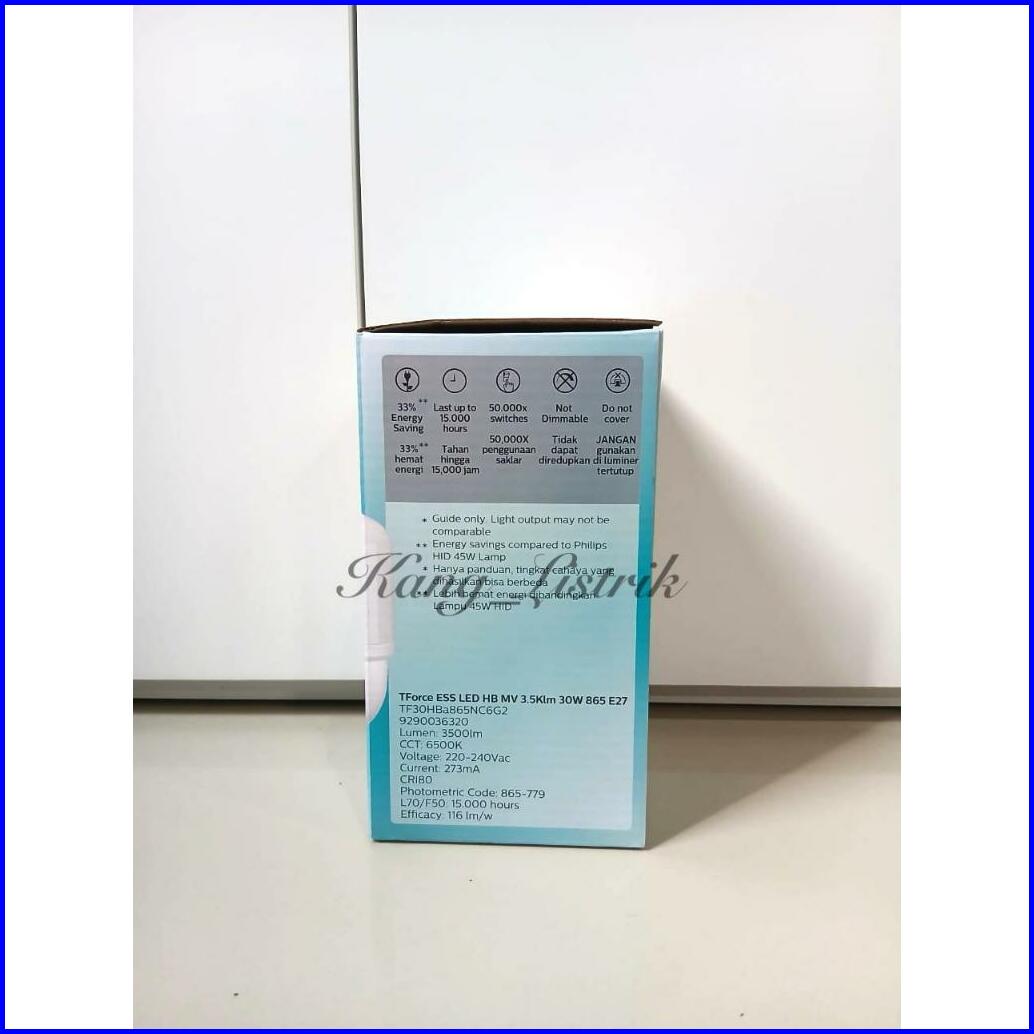 33%**
Energy
Saving
Last up to
15.000
hours
50.000x
switches
Not
Dimmable
Do not
cover
33%**
hemat
energi
Tahan
hingga
15,000 jam
50,000X
penggunaan
saklar
Tidak
dapat
diredupkan
JANGAN
gunakan
di luminer
tertutup
* Guide only. Light output may not be
comparable
** Energy savings compared to Philips
HID 45W Lamp
* Hanya panduan, tingkat cahaya yang
dihasilkan bisa berbeda
** Lebih hemat energi dibandingkan
Lampu 45W HID
Kang_Listrik
TForce ESS LED HB MV 3.5Klm 30W 865 E27
TF30HBa865NC6G2
9290036320
Lumen: 3500lm
CCT: 6500K
Voltage: 220-240Vac
Current: 273mA
CRI80
Photometric Code: 865-779
L70/F50: 15.000 hours
Efficacy: 116 lm/w